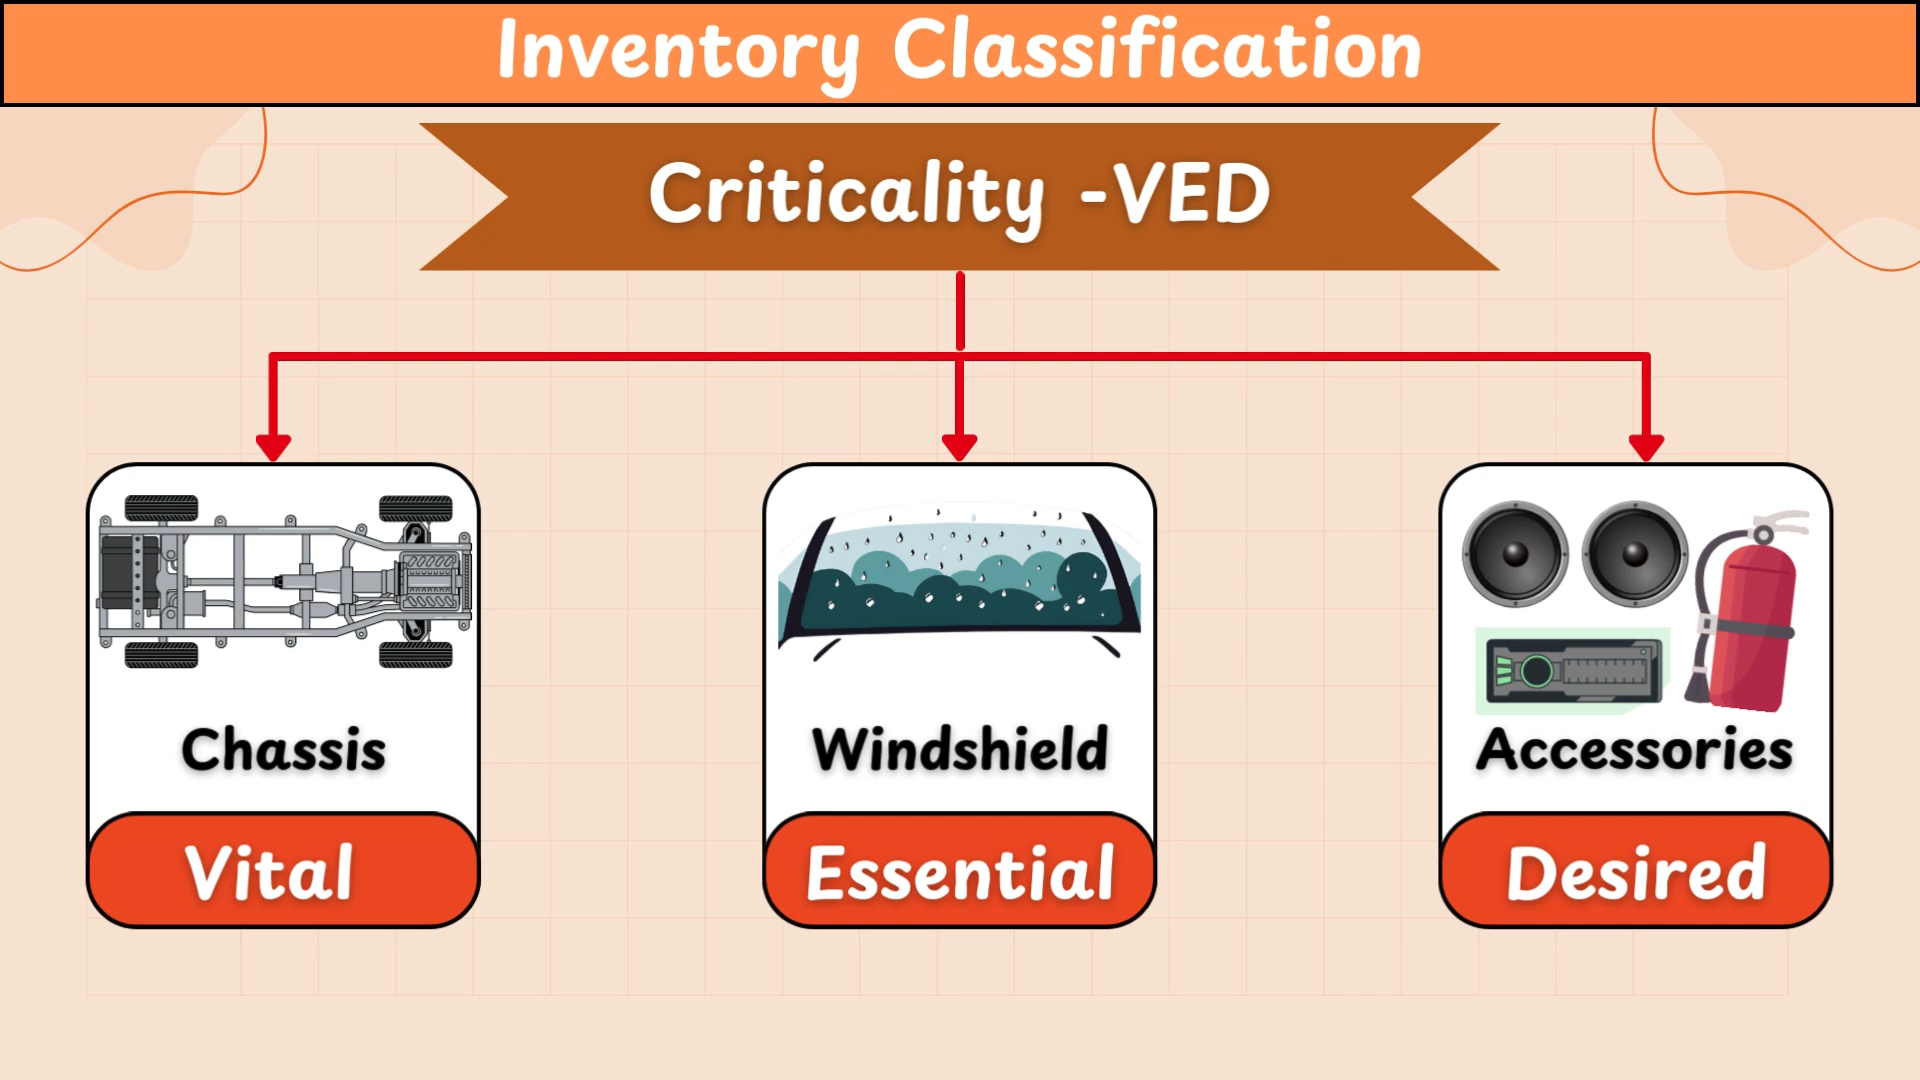 Inventory Classification
Criticality -VED
Chassis
Windshield
Accessories
Vital
Essential
Desired